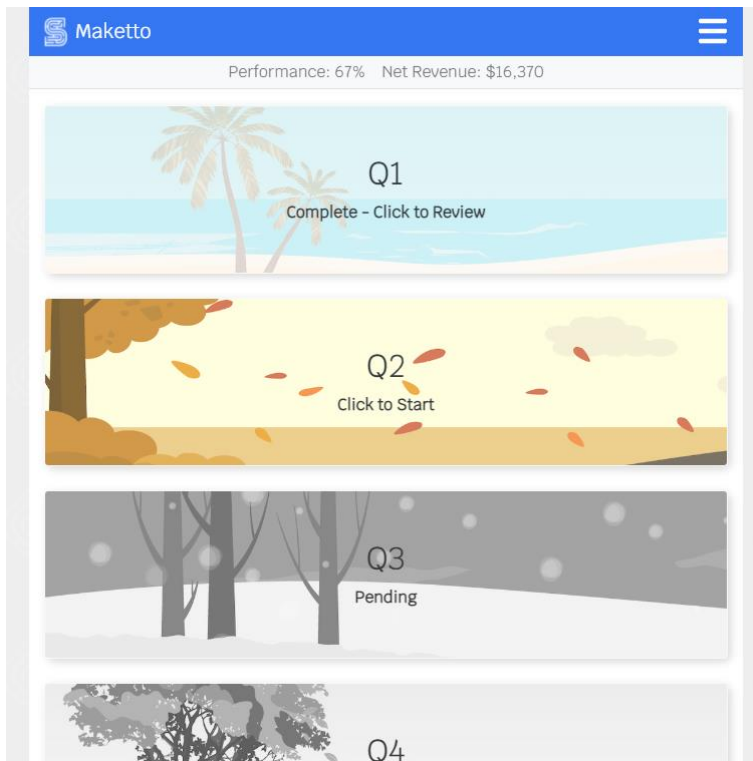 Maketto
Performance: 67% Net Revenue: $16,370
Q1
Complete - Click to Review
Q2
Click to Start
Q3
Pending
Q4